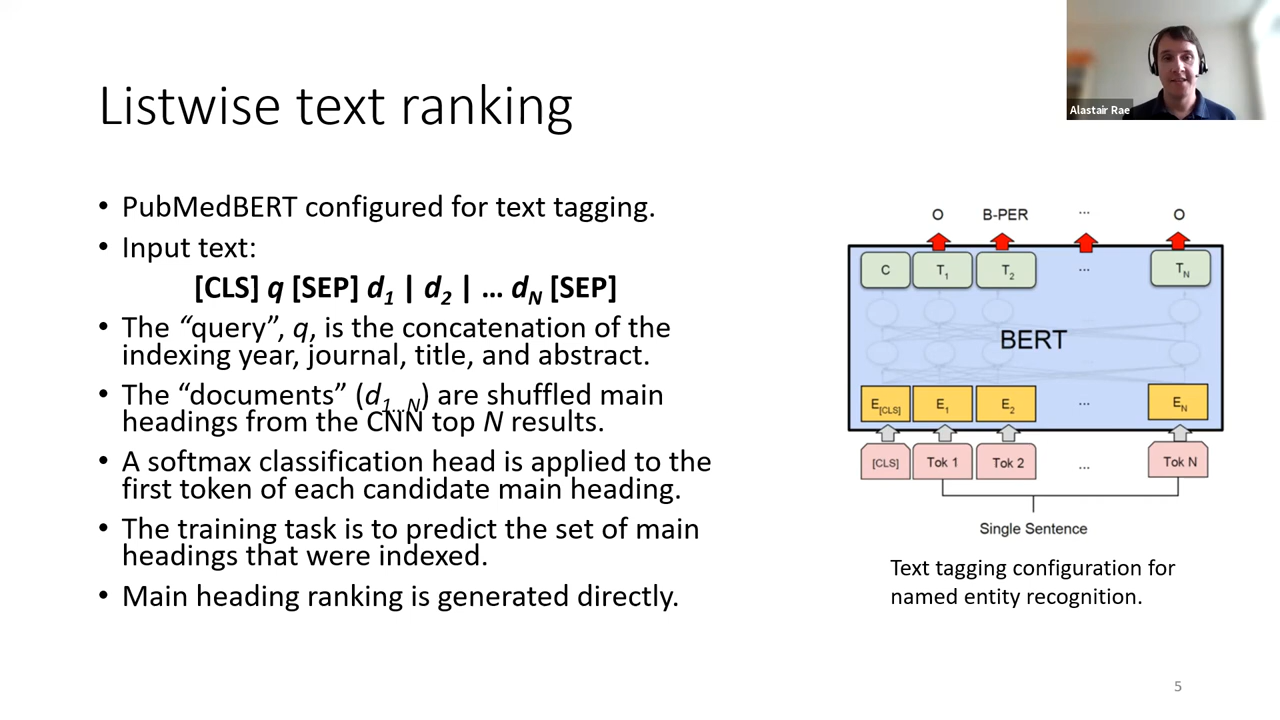 Alastair Rae
Listwise text ranking
• PubMedBERT configured for text tagging.
• Input text:
[CLS] q [SEP] d1 | d2 | … dN [SEP]
• The “query”, q, is the concatenation of the
indexing year, journal, title, and abstract.
• The “documents” (d1…N) are shuffled main
headings from the CNN top N results.
• A softmax classification head is applied to the
first token of each candidate main heading.
• The training task is to predict the set of main
headings that were indexed.
• Main heading ranking is generated directly.
O B-PER ... O
C T1 T2 ... TN
BERT
E[CLS] E1 E2 ... EN
[CLS] Tok 1 Tok 2 ... Tok N
Single Sentence
Text tagging configuration for
named entity recognition.
5